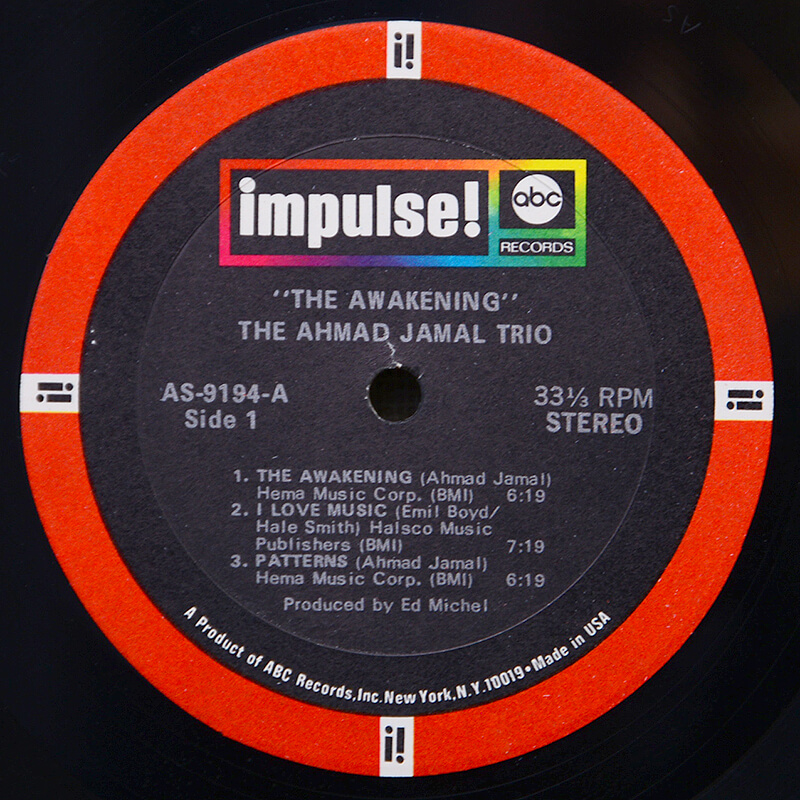 i!
impulse!
abc
RECORDS
"THE AWAKENING"
THE AHMAD JAMAL TRIO
i!
AS-9194-A
Side 1
33⅓ RPM
STEREO
i!
1. THE AWAKENING (Ahmad Jamal)
Hema Music Corp. (BMI) 6:19
2. I LOVE MUSIC (Emil Boyd/
Hale Smith) Halsco Music
Publishers (BMI) 7:19
3. PATTERNS (Ahmad Jamal)
Hema Music Corp. (BMI) 6:19
Produced by Ed Michel
A Product of ABC Records, Inc. New York, N.Y. 10019 • Made in USA
i!